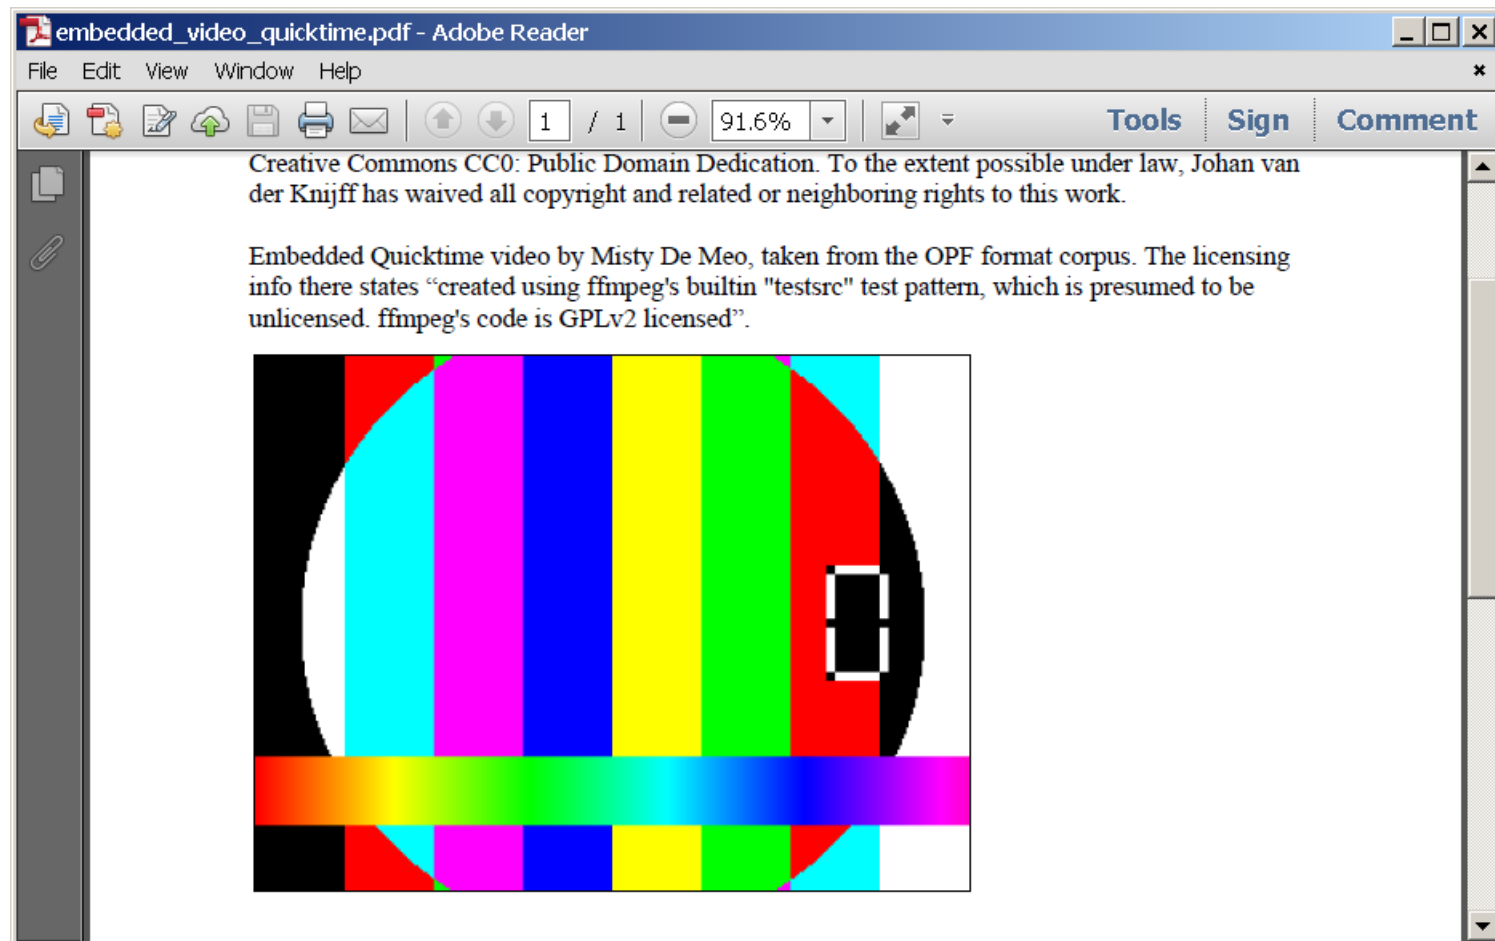 embedded_video_quicktime.pdf - Adobe Reader
File Edit View Window Help
1 / 1 91.6% Tools Sign Comment
Creative Commons CC0: Public Domain Dedication. To the extent possible under law, Johan van
der Knijff has waived all copyright and related or neighboring rights to this work.
Embedded Quicktime video by Misty De Meo, taken from the OPF format corpus. The licensing
info there states “created using ffmpeg's builtin "testsrc" test pattern, which is presumed to be
unlicensed. ffmpeg's code is GPLv2 licensed”.
0